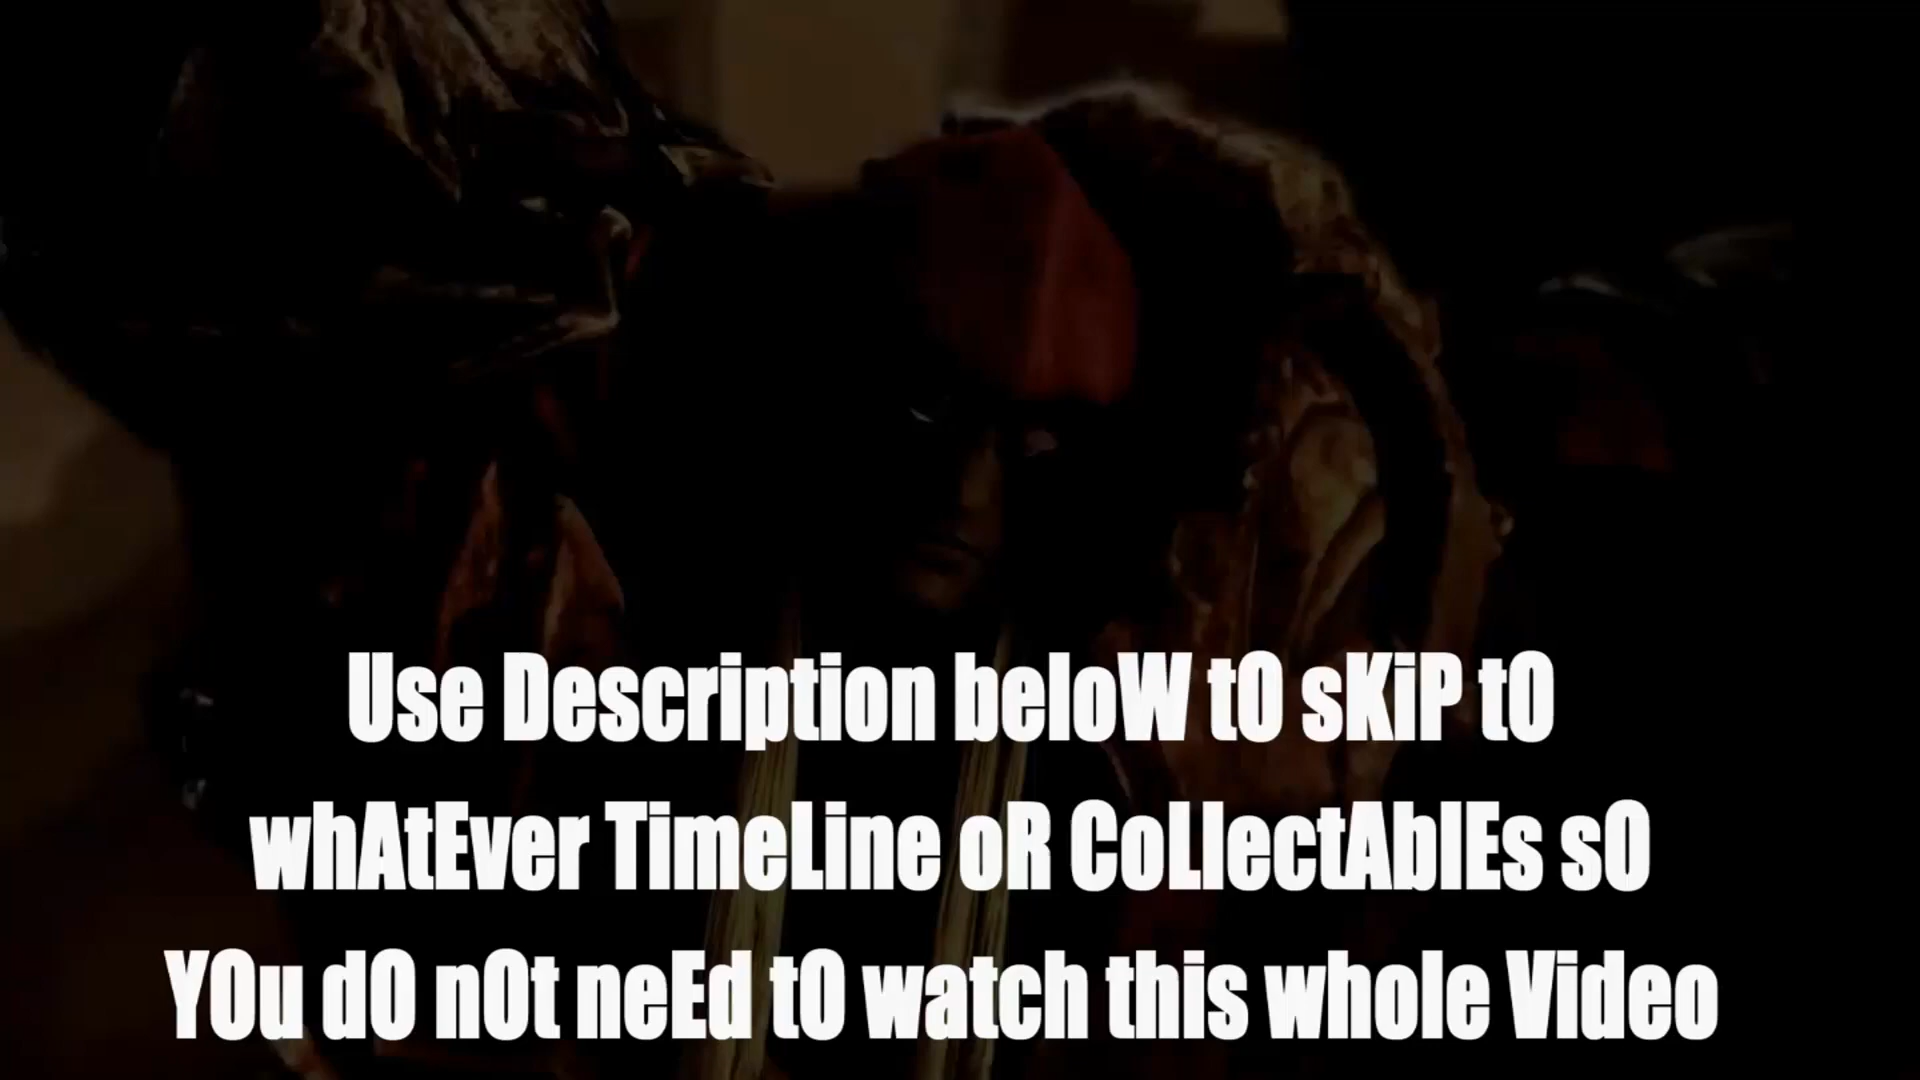 Use Description beloW tO sKiP tO
whAtEver TimeLine oR CoLlectAblEs sO
YOu dO nOt neEd tO watch this whole Video